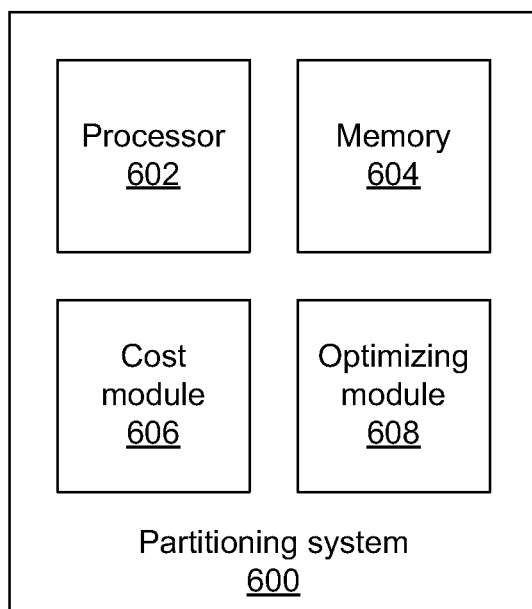 Processor
602
Memory
604
Cost
module
606
Optimizing
module
608
Partitioning system
600